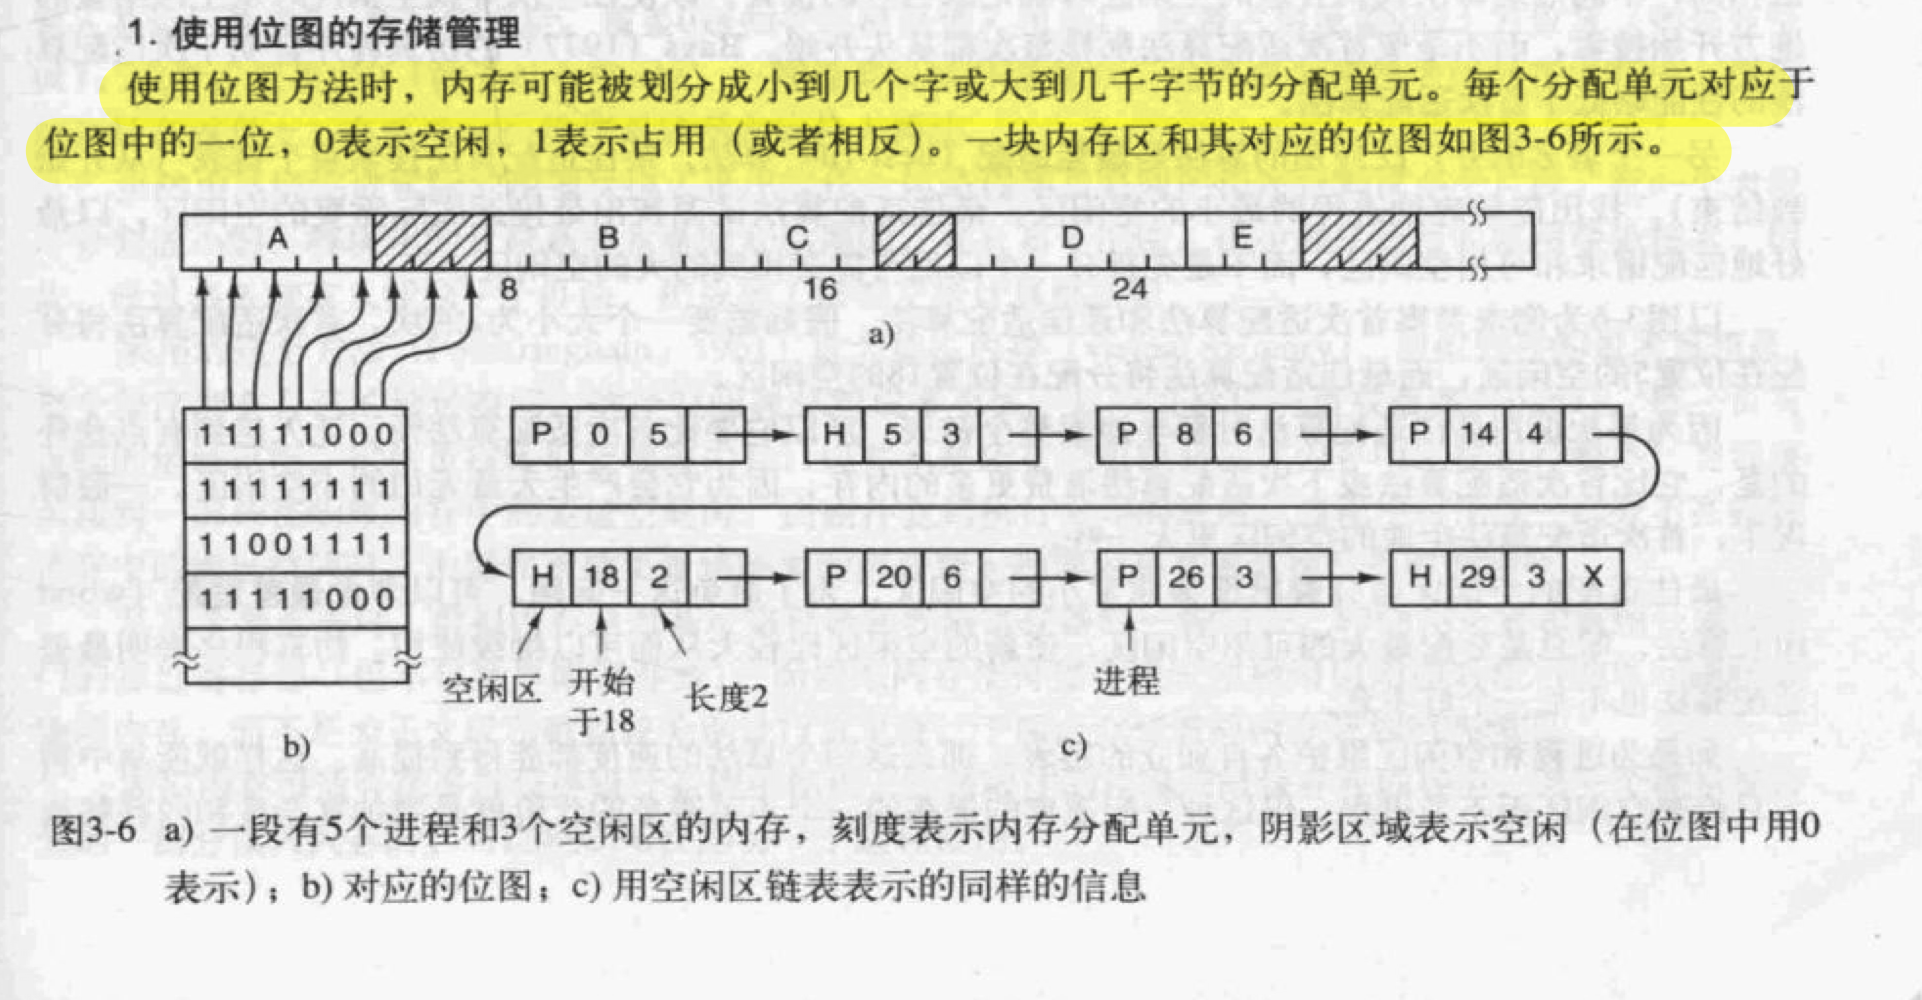 1. 使用位图的存储管理
使用位图方法时，内存可能被划分成小到几个字或大到几千字节的分配单元。每个分配单元对应于
位图中的一位，0表示空闲，1表示占用（或者相反）。一块内存区和其对应的位图如图3-6所示。
A B C D E
8 16 24
a)
11111000
11111111
11001111
11111000
b)
P 0 5 H 5 3 P 8 6 P 14 4
H 18 2 P 20 6 P 26 3 H 29 3 X
空闲区 开始 长度2 进程
于18
c)
图3-6 a) 一段有5个进程和3个空闲区的内存，刻度表示内存分配单元，阴影区域表示空闲（在位图中用0
表示）；b) 对应的位图；c) 用空闲区链表表示的同样的信息